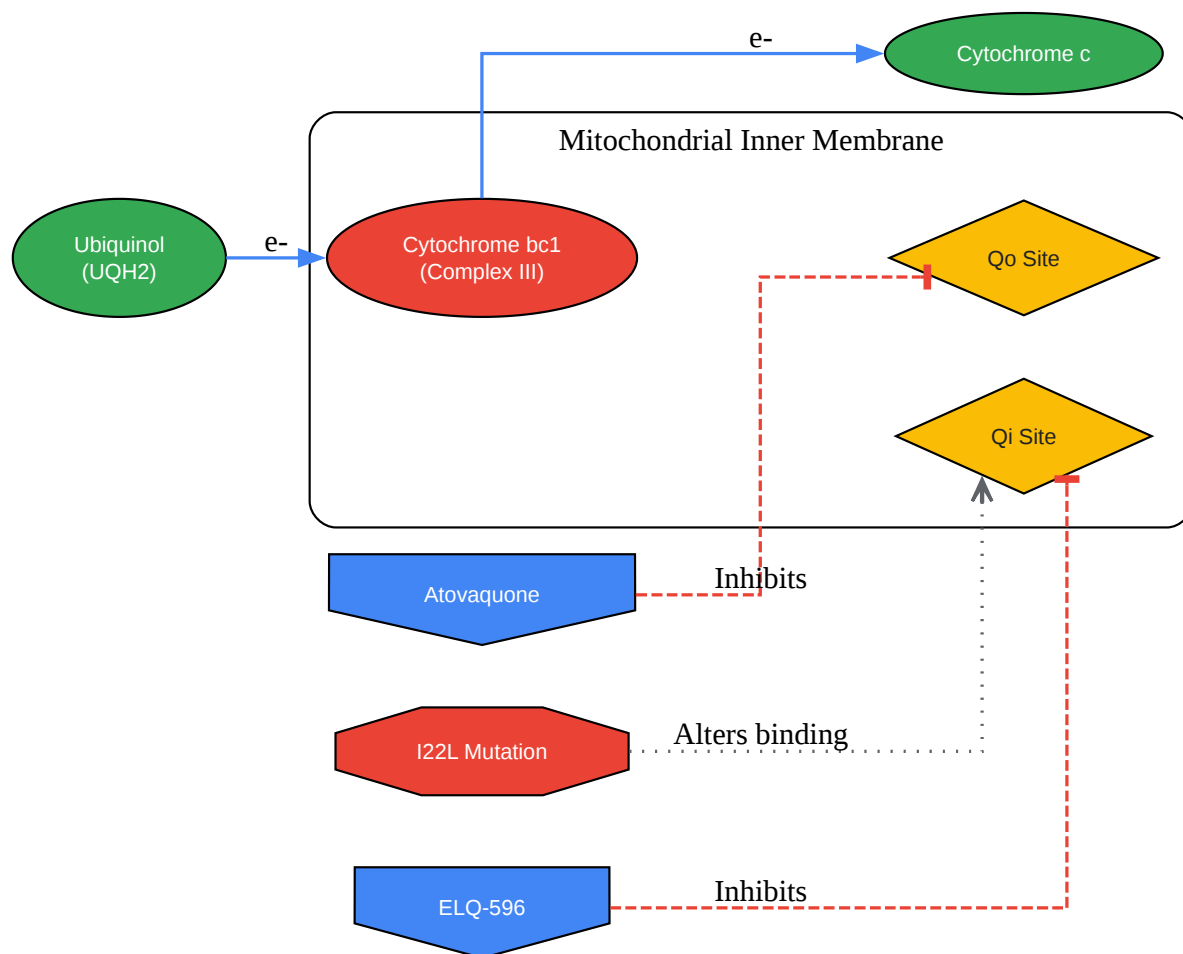 e-
Cytochrome c
Mitochondrial Inner Membrane
Ubiquinol
(UQH2)
e-
Cytochrome bc1
(Complex III)
Qo Site
Qi Site
Atovaquone
Inhibits
I22L Mutation
Alters binding
ELQ-596
Inhibits